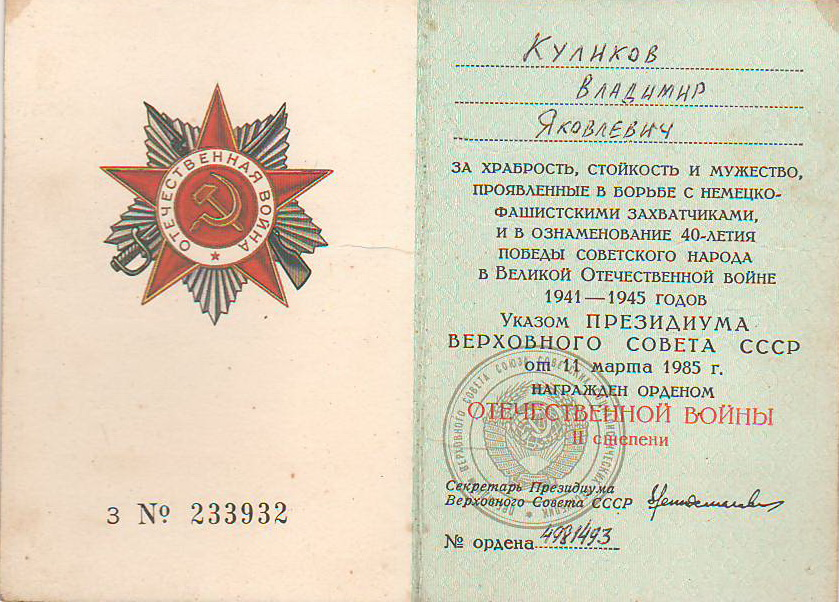 ОТЕЧЕСТВЕННАЯ ВОЙНА
З № 233932
Куликов
Владимир
Яковлевич
ЗА ХРАБРОСТЬ, СТОЙКОСТЬ И МУЖЕСТВО,
ПРОЯВЛЕННЫЕ В БОРЬБЕ С НЕМЕЦКО-
ФАШИСТСКИМИ ЗАХВАТЧИКАМИ,
И В ОЗНАМЕНОВАНИЕ 40-ЛЕТИЯ
ПОБЕДЫ СОВЕТСКОГО НАРОДА
В ВЕЛИКОЙ ОТЕЧЕСТВЕННОЙ ВОЙНЕ
1941—1945 ГОДОВ
УКАЗОМ ПРЕЗИДИУМА
ВЕРХОВНОГО СОВЕТА СССР
от 11 марта 1985 г.
НАГРАЖДЕН ОРДЕНОМ
ОТЕЧЕСТВЕННОЙ ВОЙНЫ
II степени
Секретарь Президиума
Верховного Совета СССР
№ ордена 4981493